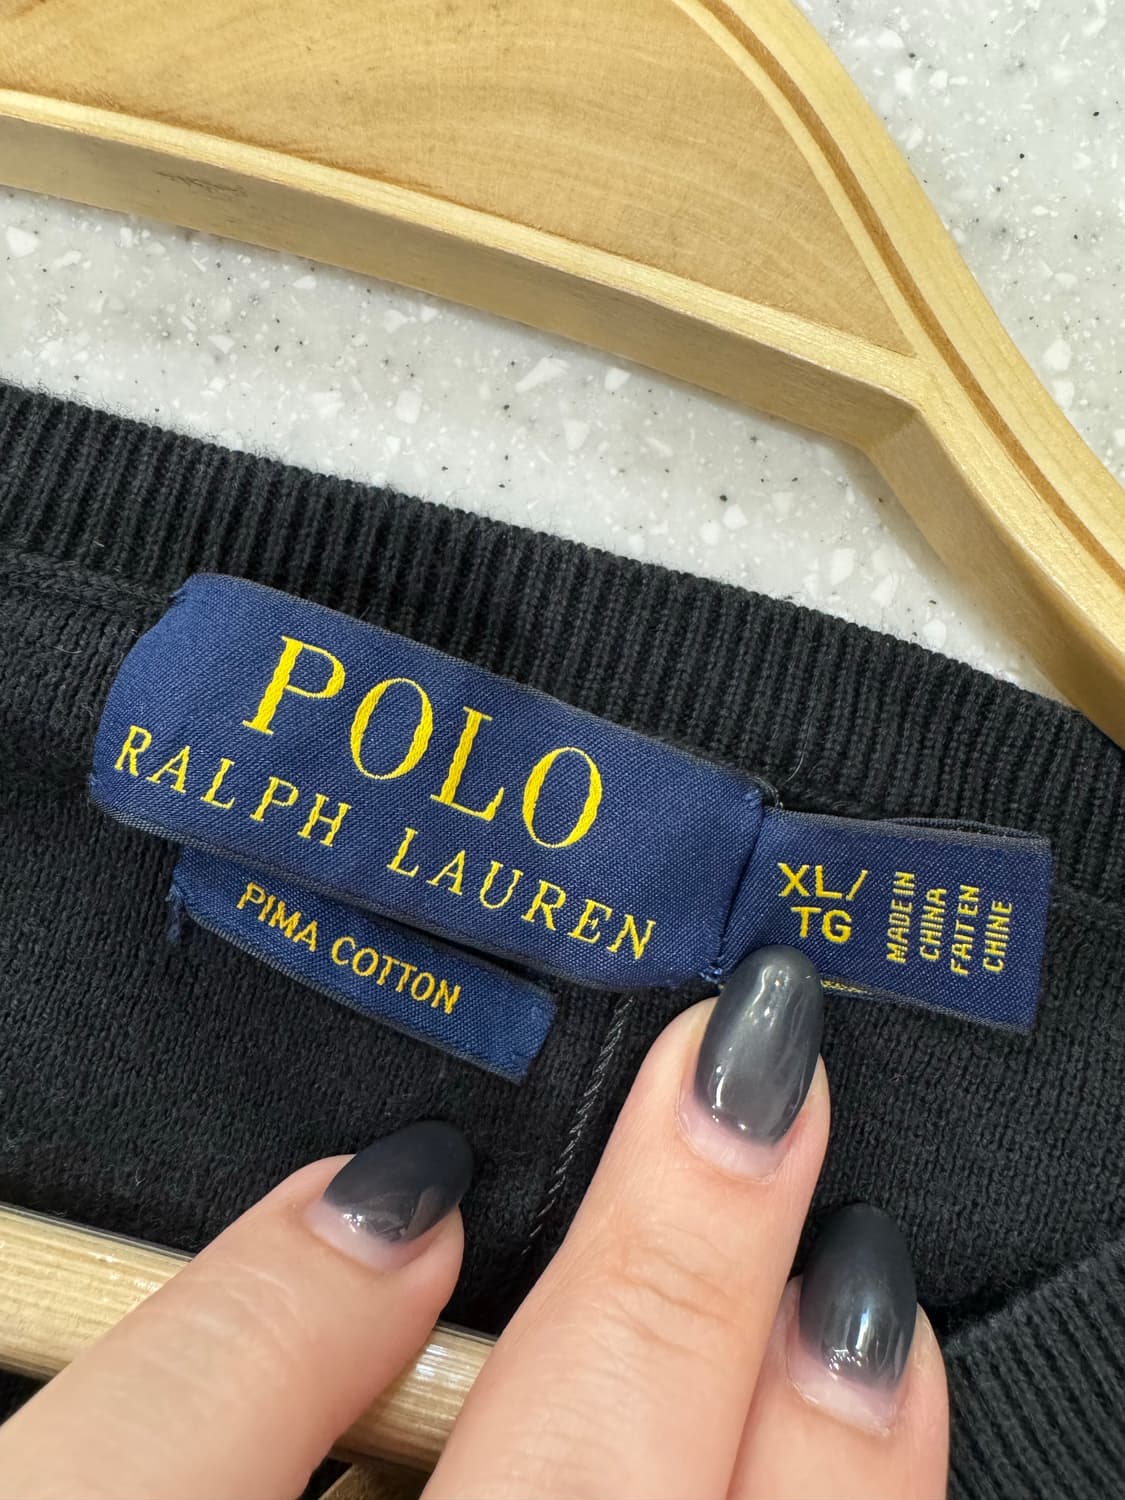 POLO
RALPH LAUREN
PIMA COTTON
XL/
TG
MADE IN
CHINA
FAIT EN
CHINE